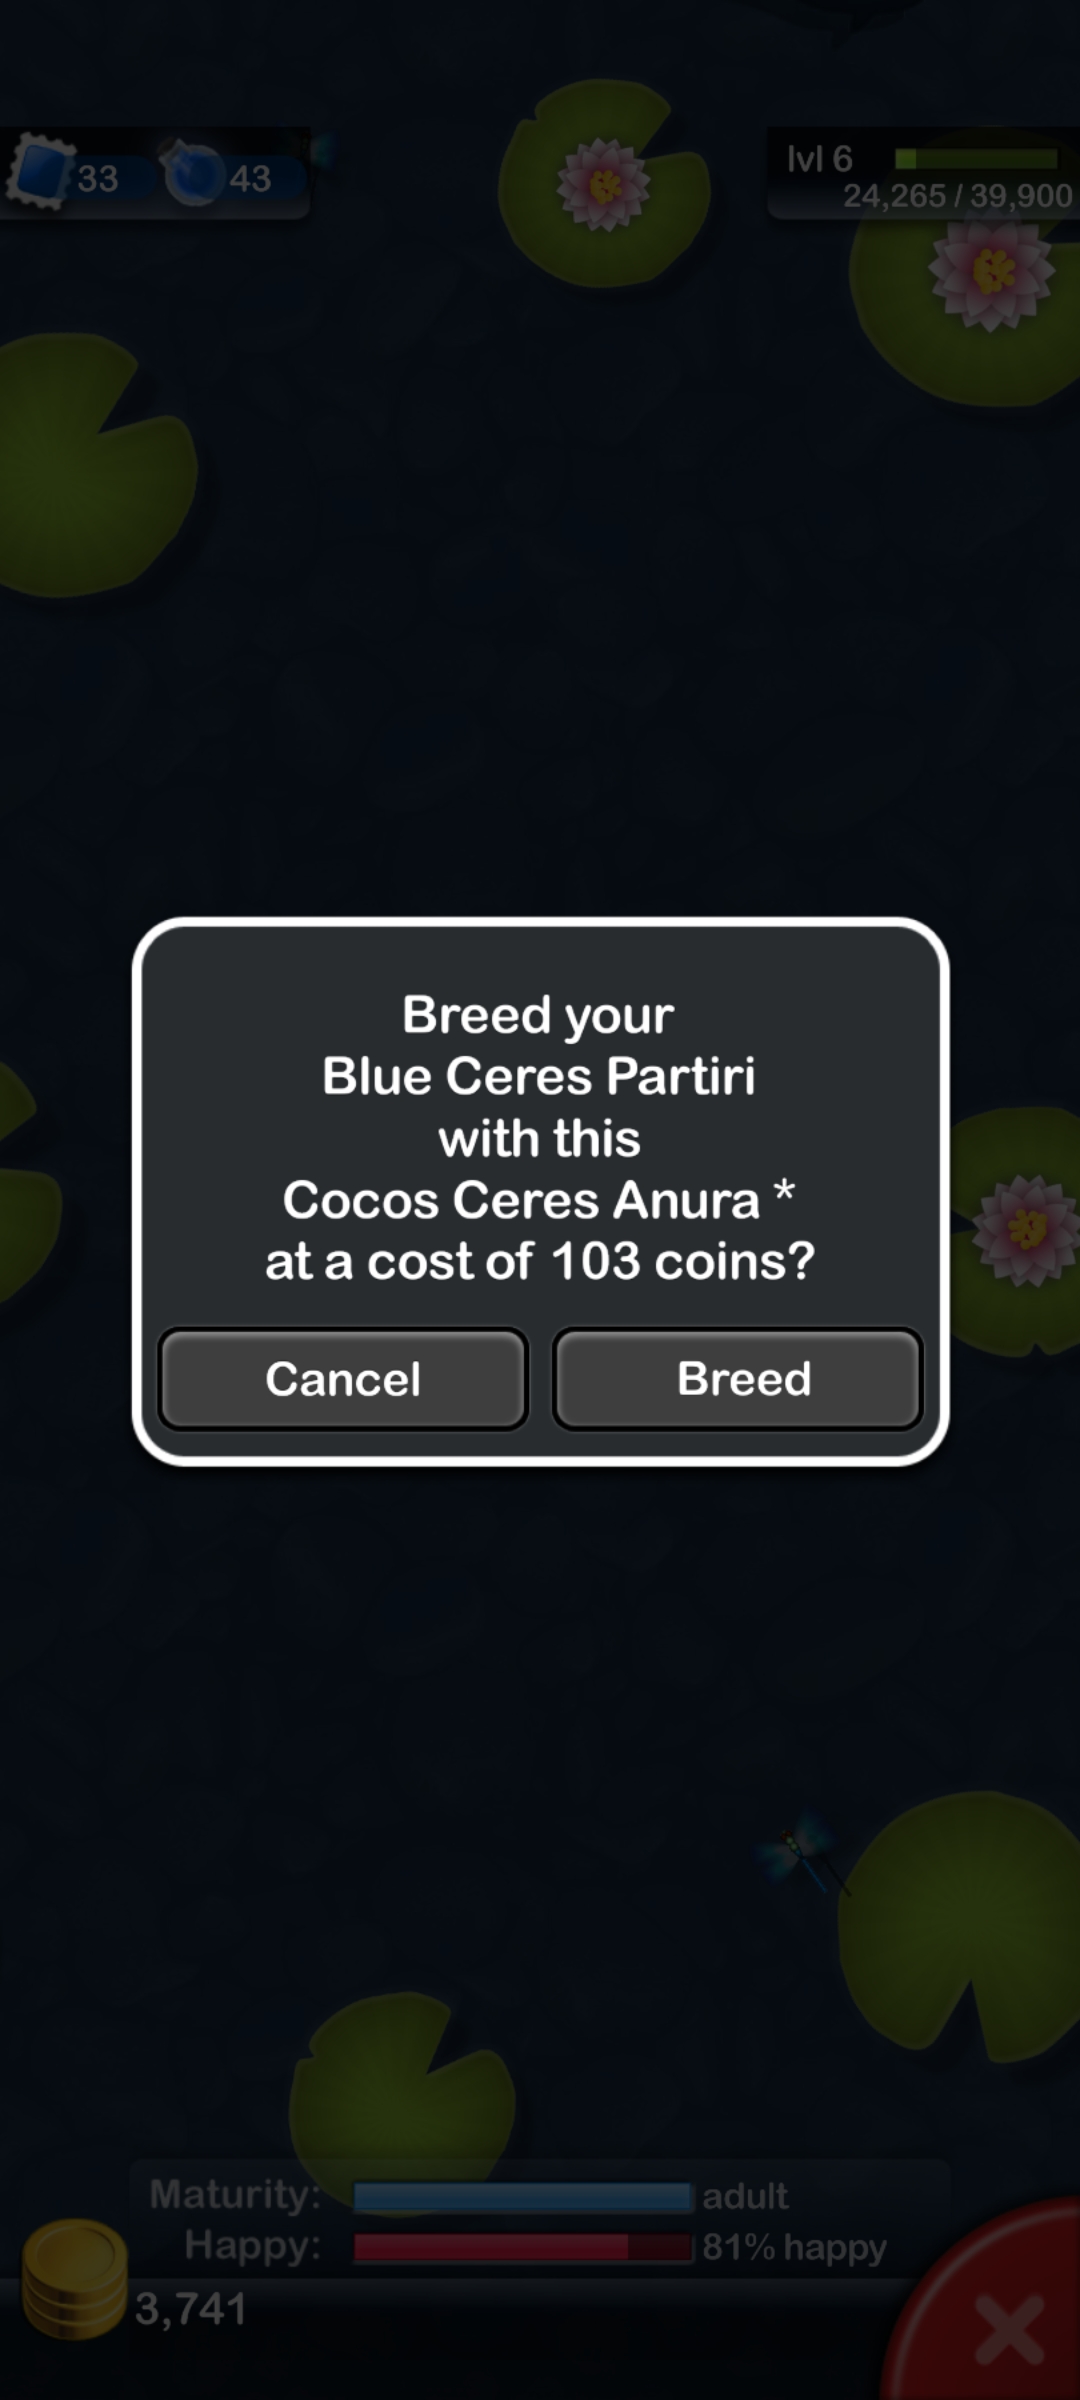 33
43
lvl 6
24,265 / 39,900
Breed your
Blue Ceres Partiri
with this
Cocos Ceres Anura *
at a cost of 103 coins?
Cancel
Breed
Maturity:
adult
Happy:
81% happy
3,741